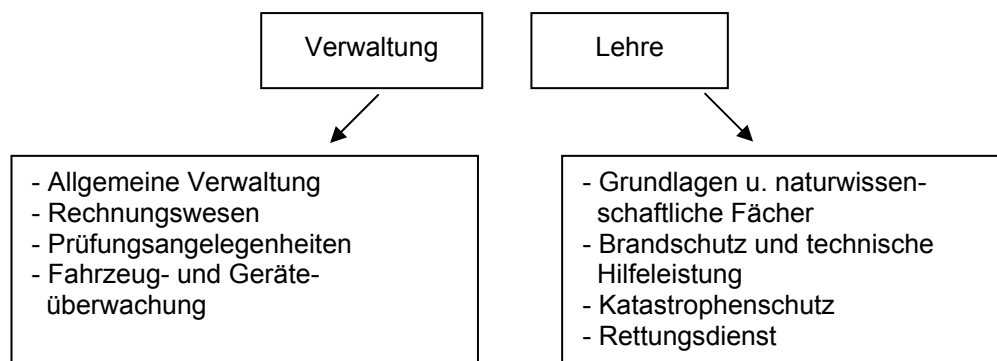 Verwaltung
Lehre
- Allgemeine Verwaltung
- Rechnungswesen
- Prüfungsangelegenheiten
- Fahrzeug- und Geräte-
überwachung
- Grundlagen u. naturwissen-
schaftliche Fächer
- Brandschutz und technische
Hilfeleistung
- Katastrophenschutz
- Rettungsdienst